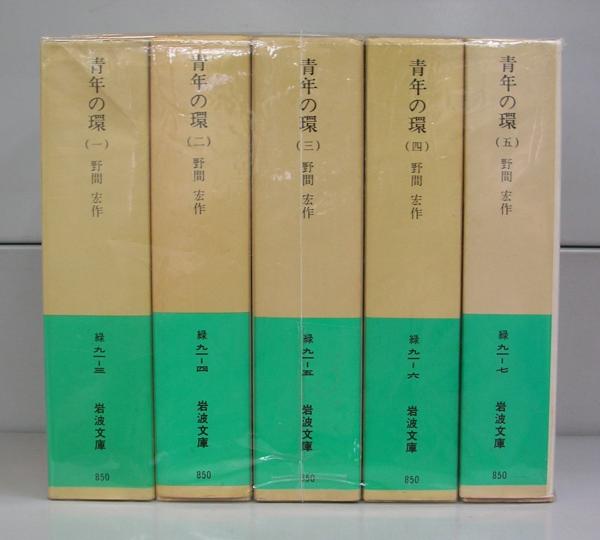 青年の環
(一)
野間 宏作
緑九一-三
岩波文庫
850
青年の環
(二)
野間 宏作
緑九一-四
岩波文庫
850
青年の環
(三)
野間 宏作
緑九一-五
岩波文庫
850
青年の環
(四)
野間 宏作
緑九一-六
岩波文庫
850
青年の環
(五)
野間 宏作
緑九一-七
岩波文庫
850